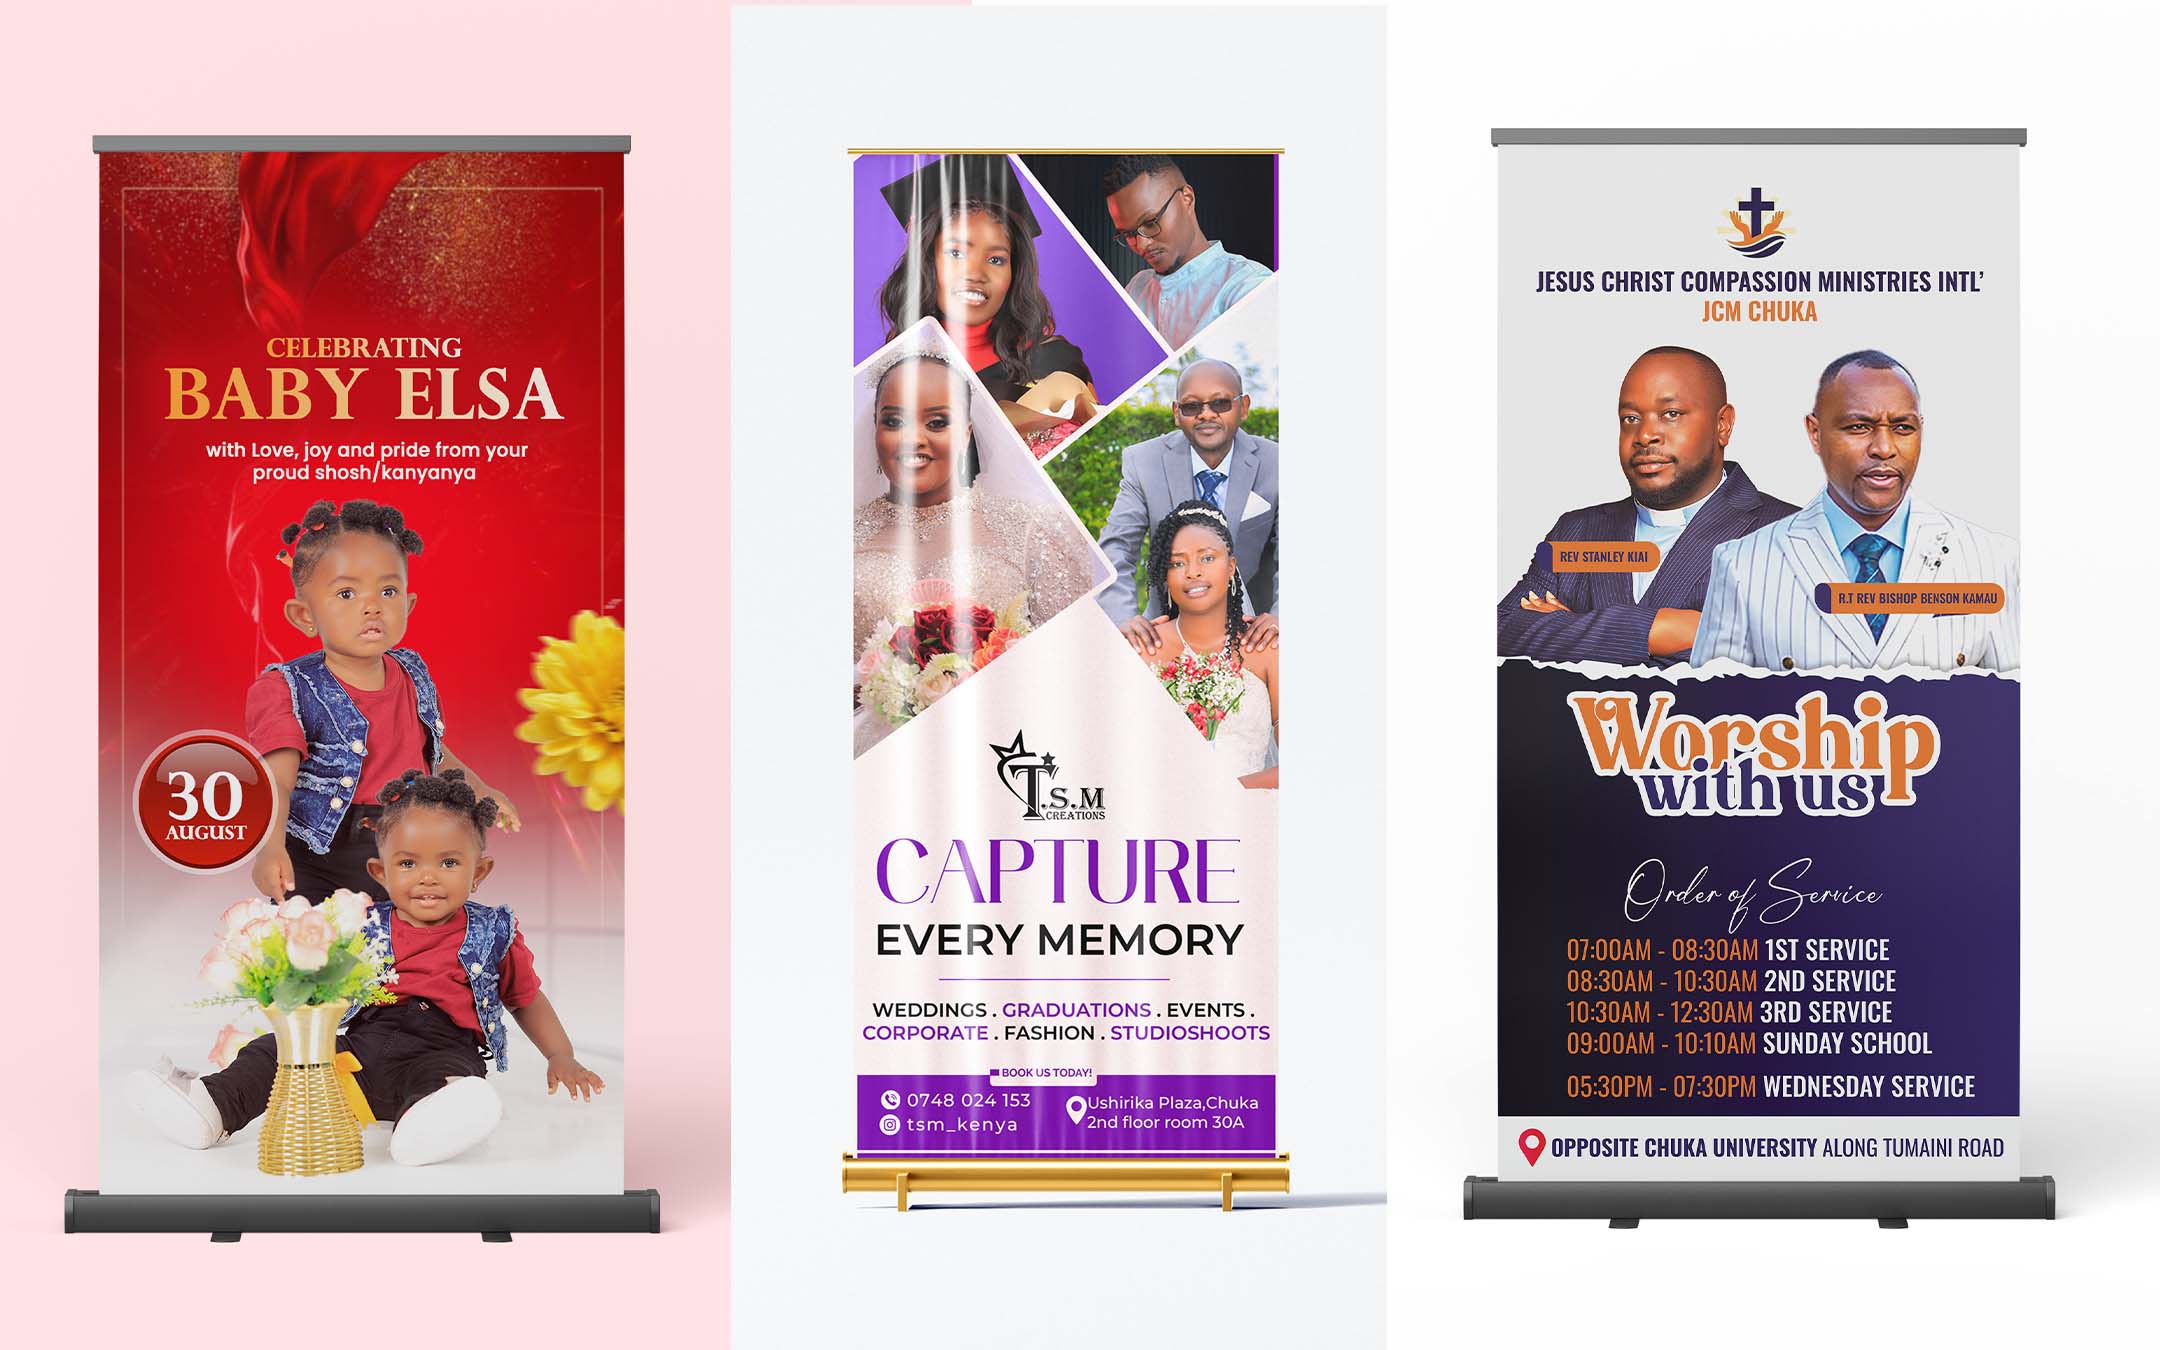 CELEBRATING
BABY ELSA
with Love, joy and pride from your
proud shosh/kanyanya
30
AUGUST
T.S.M
CREATIONS
CAPTURE
EVERY MEMORY
WEDDINGS . GRADUATIONS . EVENTS .
CORPORATE . FASHION . STUDIOSHOOTS
BOOK US TODAY!
0748 024 153
tsm_kenya
Ushirika Plaza,Chuka
2nd floor room 30A
JESUS CHRIST COMPASSION MINISTRIES INTL'
JCM CHUKA
REV STANLEY KIAI
R.T REV BISHOP BENSON KAMAU
Worship
with us
Order of Service
07:00AM - 08:30AM 1ST SERVICE
08:30AM - 10:30AM 2ND SERVICE
10:30AM - 12:30AM 3RD SERVICE
09:00AM - 10:10AM SUNDAY SCHOOL
05:30PM - 07:30PM WEDNESDAY SERVICE
OPPOSITE CHUKA UNIVERSITY ALONG TUMAINI ROAD